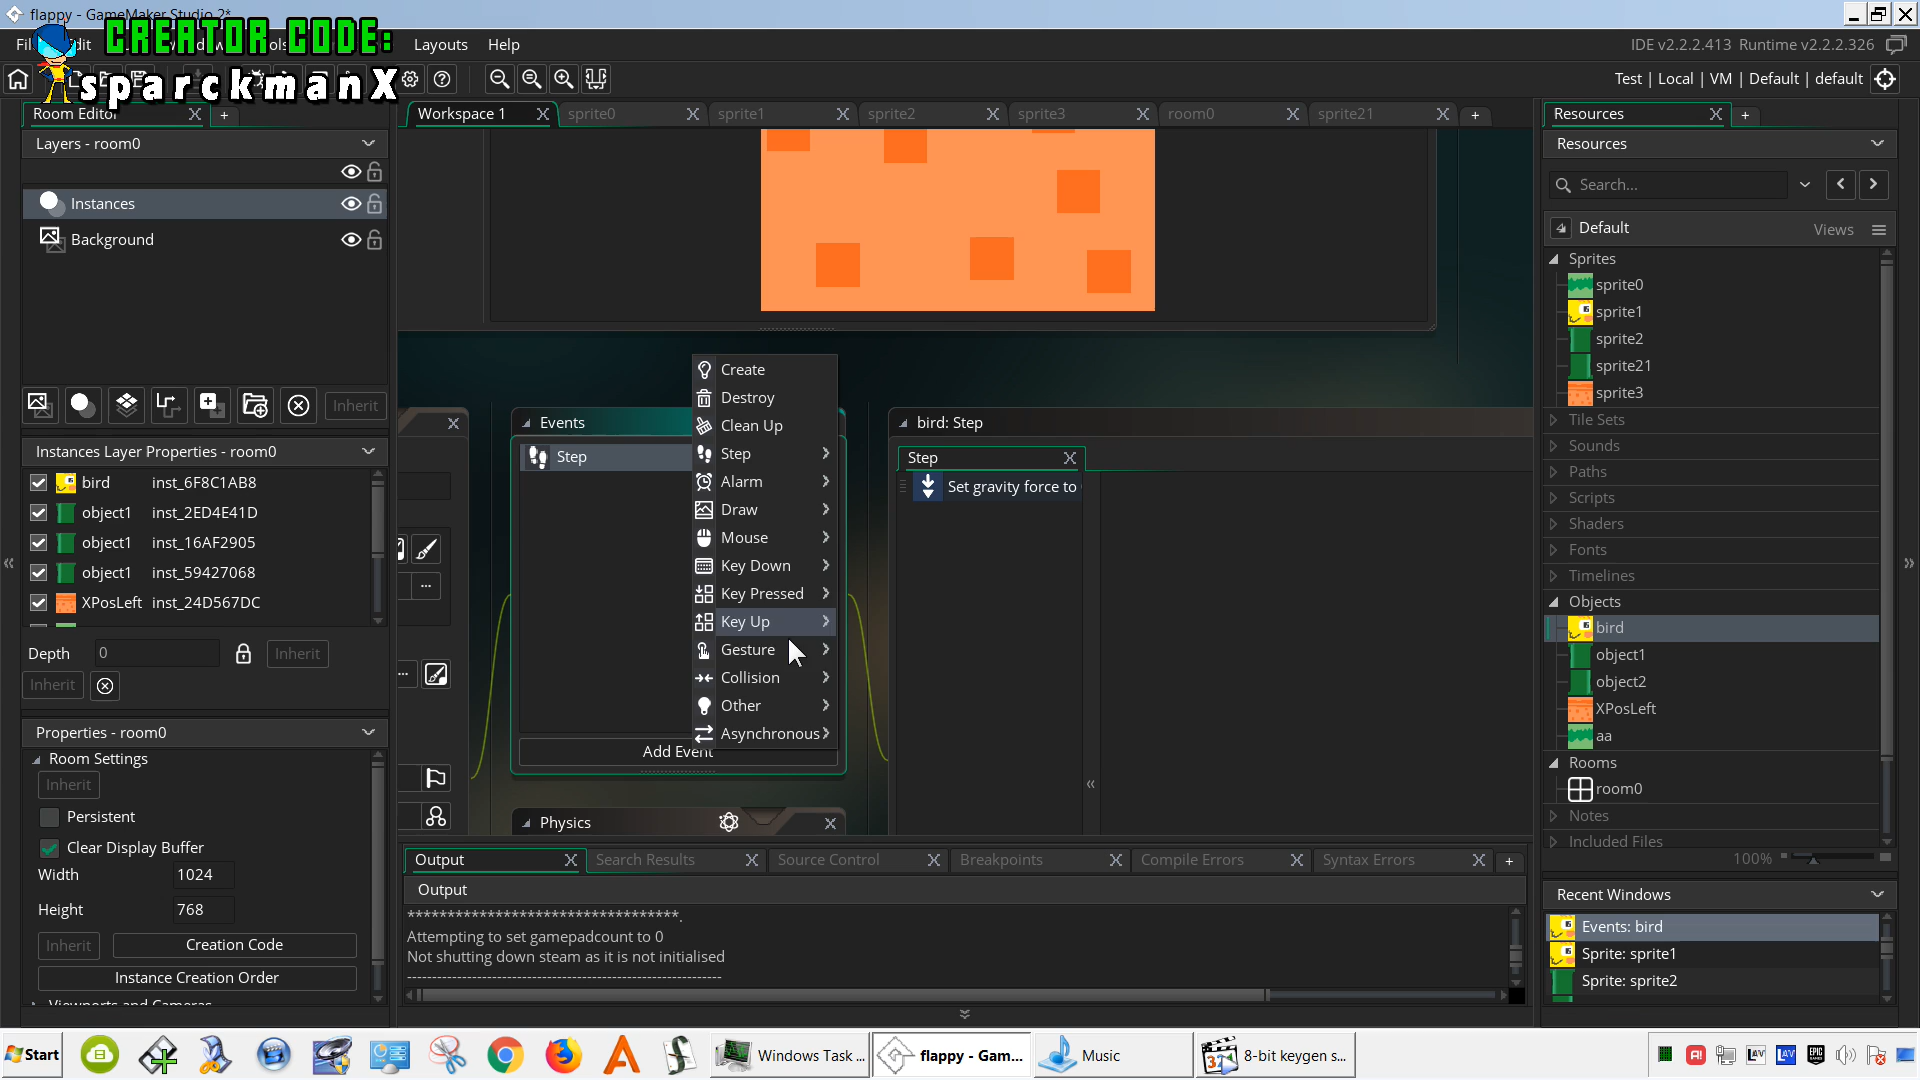 flappy - GameMaker Studio 2*
CREATOR CODE:
sparckmanX
Layouts
Help
IDE v2.2.2.413 Runtime v2.2.2.326
Test | Local | VM | Default | default
Room Editor
Workspace 1
sprite0
sprite1
sprite2
sprite3
room0
sprite21
Resources
Layers - room0
Resources
Search...
Instances
Background
Default
Views
Sprites
sprite0
sprite1
sprite2
sprite21
sprite3
Tile Sets
Sounds
Paths
Scripts
Shaders
Fonts
Timelines
Objects
bird
object1
object2
XPosLeft
aa
Rooms
room0
Notes
Included Files
100%
Inherit
Instances Layer Properties - room0
bird inst_6F8C1AB8
object1 inst_2ED4E41D
object1 inst_16AF2905
object1 inst_59427068
XPosLeft inst_24D567DC
Depth 0 Inherit
Inherit
Properties - room0
Room Settings
Inherit
Persistent
Clear Display Buffer
Width 1024
Height 768
Inherit
Creation Code
Instance Creation Order
Viewports and Cameras
Events
Step
Create
Destroy
Clean Up
Step
Alarm
Draw
Mouse
Key Down
Key Pressed
Key Up
Gesture
Collision
Other
Asynchronous
Add Event
Physics
bird: Step
Step
Set gravity force to
Output
Search Results
Source Control
Breakpoints
Compile Errors
Syntax Errors
Output
**********************************.
Attempting to set gamepadcount to 0
Not shutting down steam as it is not initialised
Recent Windows
Events: bird
Sprite: sprite1
Sprite: sprite2
Start
Windows Task ...
flappy - Gam...
Music
8-bit keygen s...